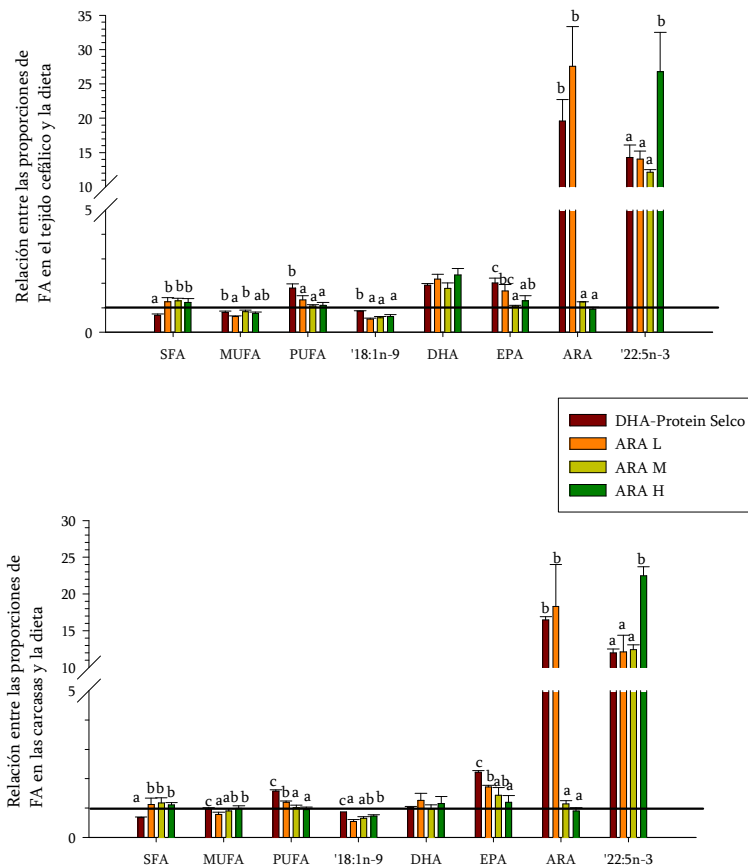 Relación entre las proporciones de
FA en el tejido cefálico y la dieta
35
30
25
20
15
10
5
0
a b b b
b a b ab
b a a a
b a a a
c bc a ab
b b a a
a a a b
SFA MUFA PUFA '18:1n-9 DHA EPA ARA '22:5n-3
DHA-Protein Selco
ARA L
ARA M
ARA H
Relación entre las proporciones de
FA en las carcasas y la dieta
30
25
20
15
10
5
0
a b b b
c a ab b
c b a a
c a ab b
c b ab a
b b a a
a a a b
SFA MUFA PUFA '18:1n-9 DHA EPA ARA '22:5n-3